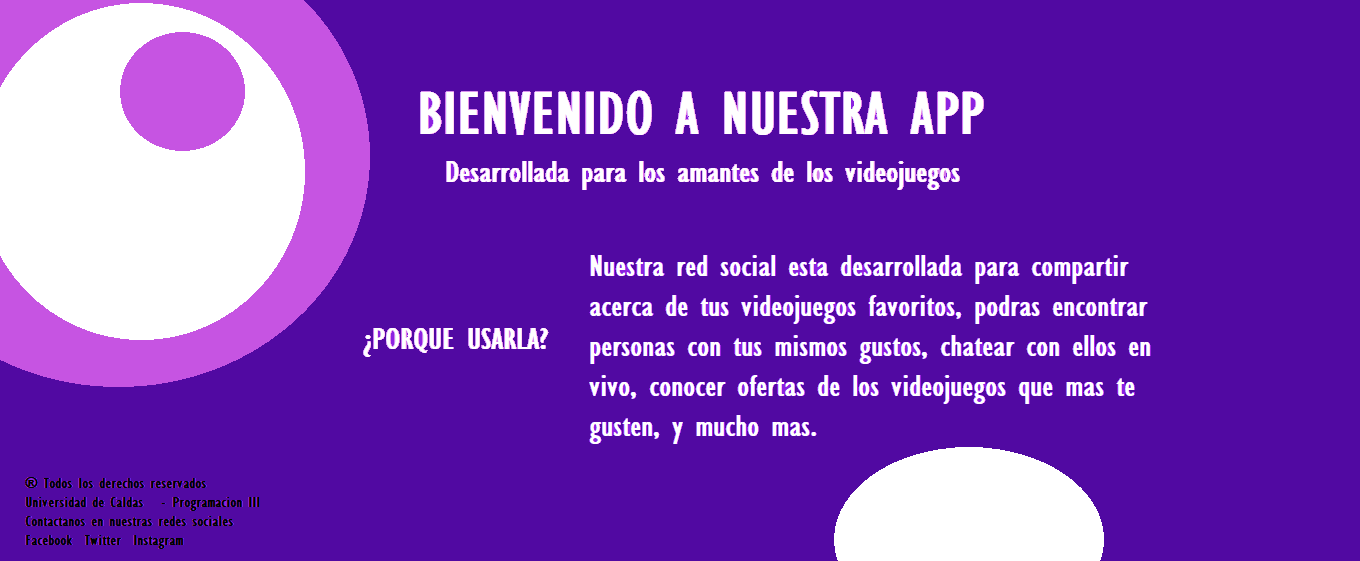 BIENVENIDO A NUESTRA APP
Desarrollada para los amantes de los videojuegos
¿PORQUE USARLA?
Nuestra red social esta desarrollada para compartir
acerca de tus videojuegos favoritos, podras encontrar
personas con tus mismos gustos, chatear con ellos en
vivo, conocer ofertas de los videojuegos que mas te
gusten, y mucho mas.
® Todos los derechos reservados
Universidad de Caldas - Programacion III
Contactanos en nuestras redes sociales
Facebook Twitter Instagram